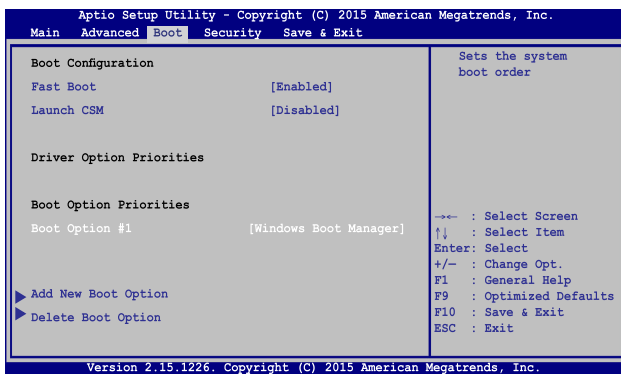 Aptio Setup Utility - Copyright (C) 2015 American Megatrends, Inc.
Main Advanced Boot Security Save & Exit
Boot Configuration
Fast Boot [Enabled]
Launch CSM [Disabled]
Driver Option Priorities
Boot Option Priorities
Boot Option #1 [Windows Boot Manager]
Add New Boot Option
Delete Boot Option
Sets the system
boot order
→← : Select Screen
↑↓ : Select Item
Enter: Select
+/— : Change Opt.
F1 : General Help
F9 : Optimized Defaults
F10 : Save & Exit
ESC : Exit
Version 2.15.1226. Copyright (C) 2015 American Megatrends, Inc.